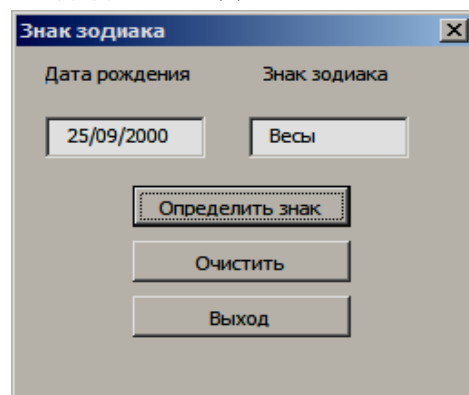 Знак зодиака
Дата рождения Знак зодиака
25/09/2000 Весы
Определить знак
Очистить
Выход